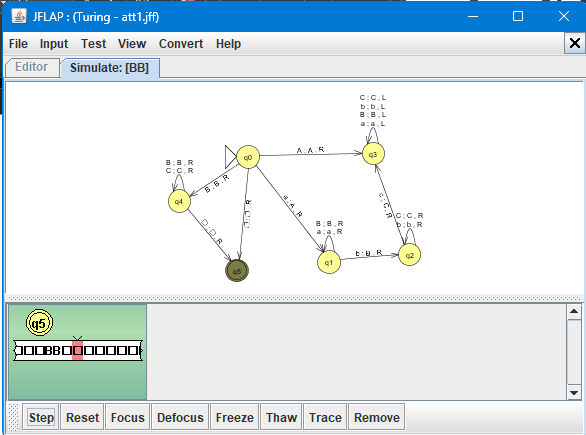 JFLAP : (Turing - att1.jff)
File Input Test View Convert Help
Editor Simulate: [BB]
C ; C , L
b ; b , L
B ; B , L
a ; a , L
q0
A ; A , R
q3
B ; B , R
C ; C , R
q4
B ; B , R
□ ; □ , R
□ ; □ , R
a ; A , R
B ; B , R
a ; a , R
c ; C , R
C ; C , R
b ; b , R
q5
q1
b ; B , R
q2
q5
□□□BB□□□□□□□□
Step Reset Focus Defocus Freeze Thaw Trace Remove